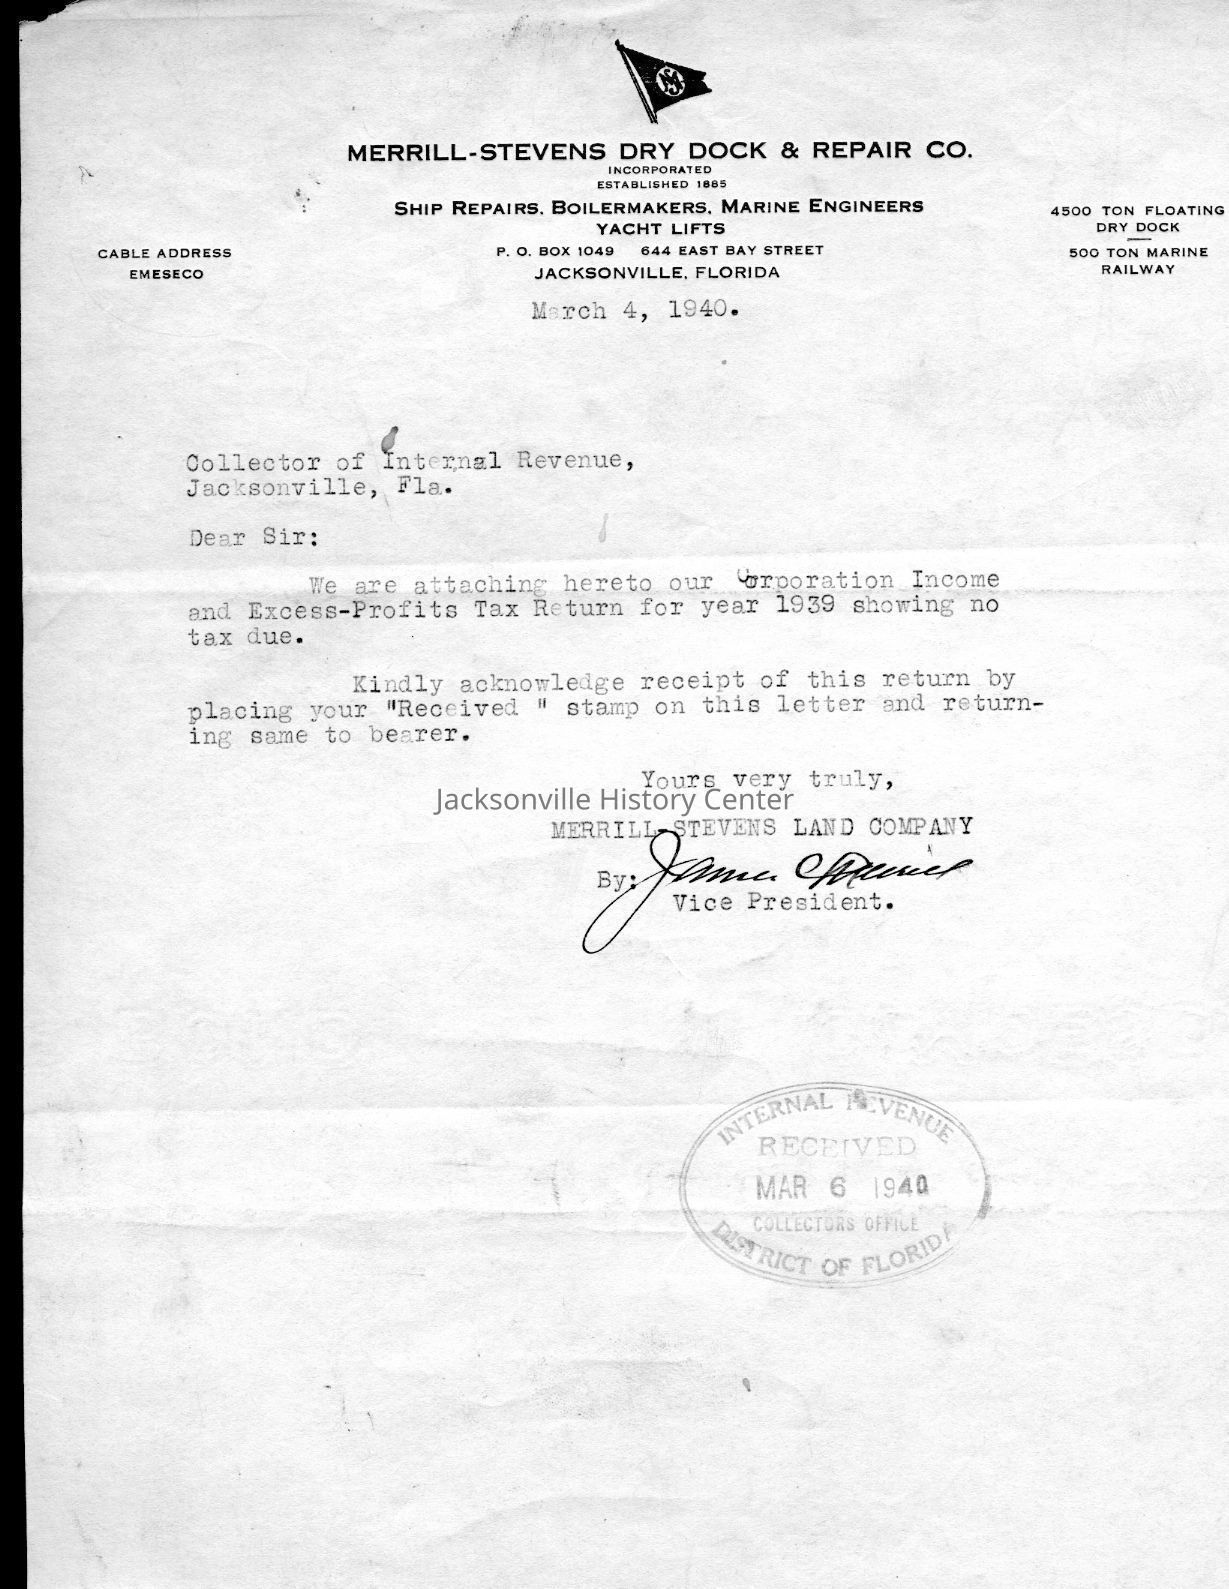 MS
MERRILL-STEVENS DRY DOCK & REPAIR CO.
INCORPORATED
ESTABLISHED 1885
SHIP REPAIRS, BOILERMAKERS, MARINE ENGINEERS
YACHT LIFTS
P. O. BOX 1049 644 EAST BAY STREET
JACKSONVILLE, FLORIDA
CABLE ADDRESS
EMESECO
4500 TON FLOATING
DRY DOCK
500 TON MARINE
RAILWAY
March 4, 1940.
Collector of Internal Revenue,
Jacksonville, Fla.
Dear Sir:
We are attaching hereto our Corporation Income
and Excess-Profits Tax Return for year 1939 showing no
tax due.
Kindly acknowledge receipt of this return by
placing your "Received " stamp on this letter and return-
ing same to bearer.
Yours very truly,
Jacksonville History Center
MERRILL-STEVENS LAND COMPANY
By: James C Merrill
Vice President.
INTERNAL REVENUE
RECEIVED
MAR 6 1940
COLLECTORS OFFICE
DISTRICT OF FLORIDA